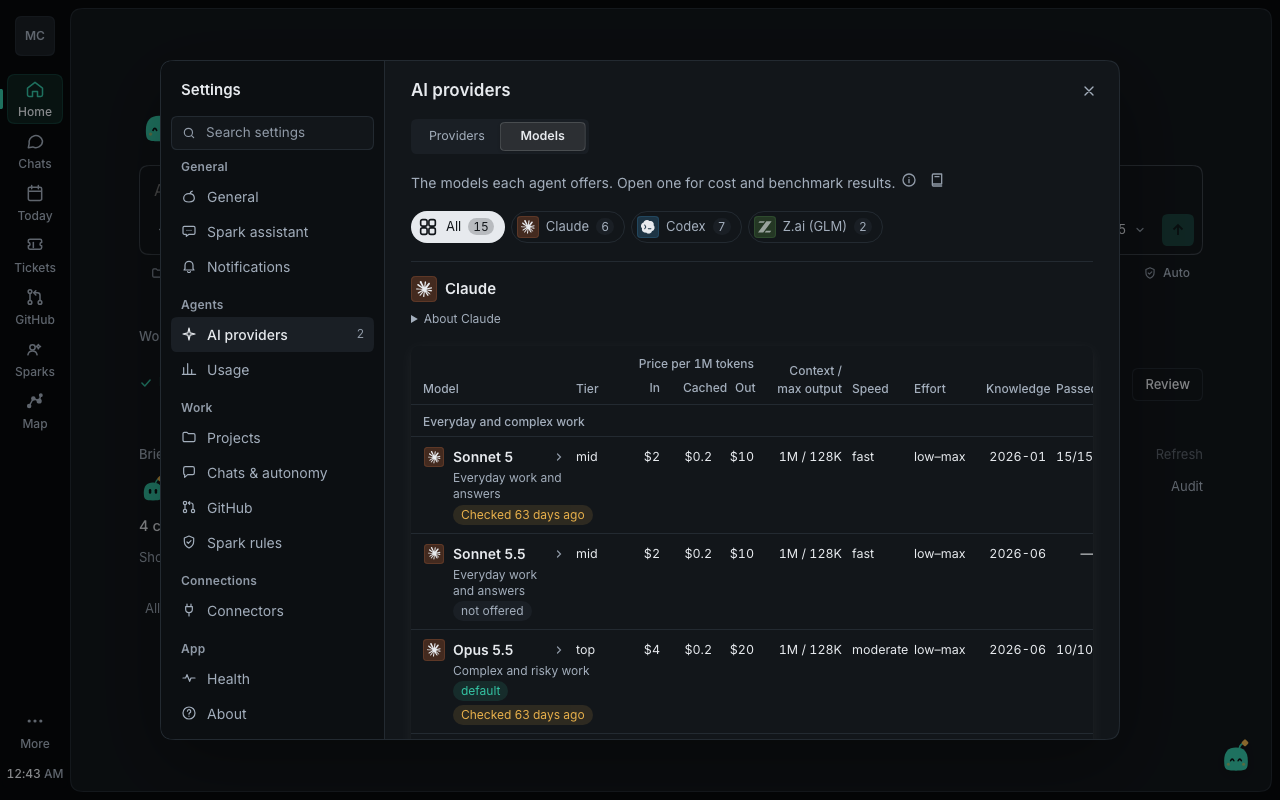 MC
Home
Chats
Today
Tickets
GitHub
Sparks
Map
More
12:43 AM
Settings
Search settings
General
General
Spark assistant
Notifications
Agents
AI providers 2
Usage
Work
Projects
Chats & autonomy
GitHub
Spark rules
Connections
Connectors
App
Health
About
AI providers
Providers Models
The models each agent offers. Open one for cost and benchmark results.
All 15 Claude 6 Codex 7 Z.ai (GLM) 2
Claude
About Claude
Price per 1M tokens
Context /
Model Tier In Cached Out max output Speed Effort Knowledge Passed
Everyday and complex work
Sonnet 5 mid $2 $0.2 $10 1M / 128K fast low–max 2026-01 15/15
Everyday work and
answers
Checked 63 days ago
Sonnet 5.5 mid $2 $0.2 $10 1M / 128K fast low–max 2026-06 —
Everyday work
and answers
not offered
Opus 5.5 top $4 $0.2 $20 1M / 128K moderate low–max 2026-06 10/10
Complex and risky work
default
Checked 63 days ago
5
Auto
Wo
Review
Brie
Refresh
Audit
4 c
Sho
All